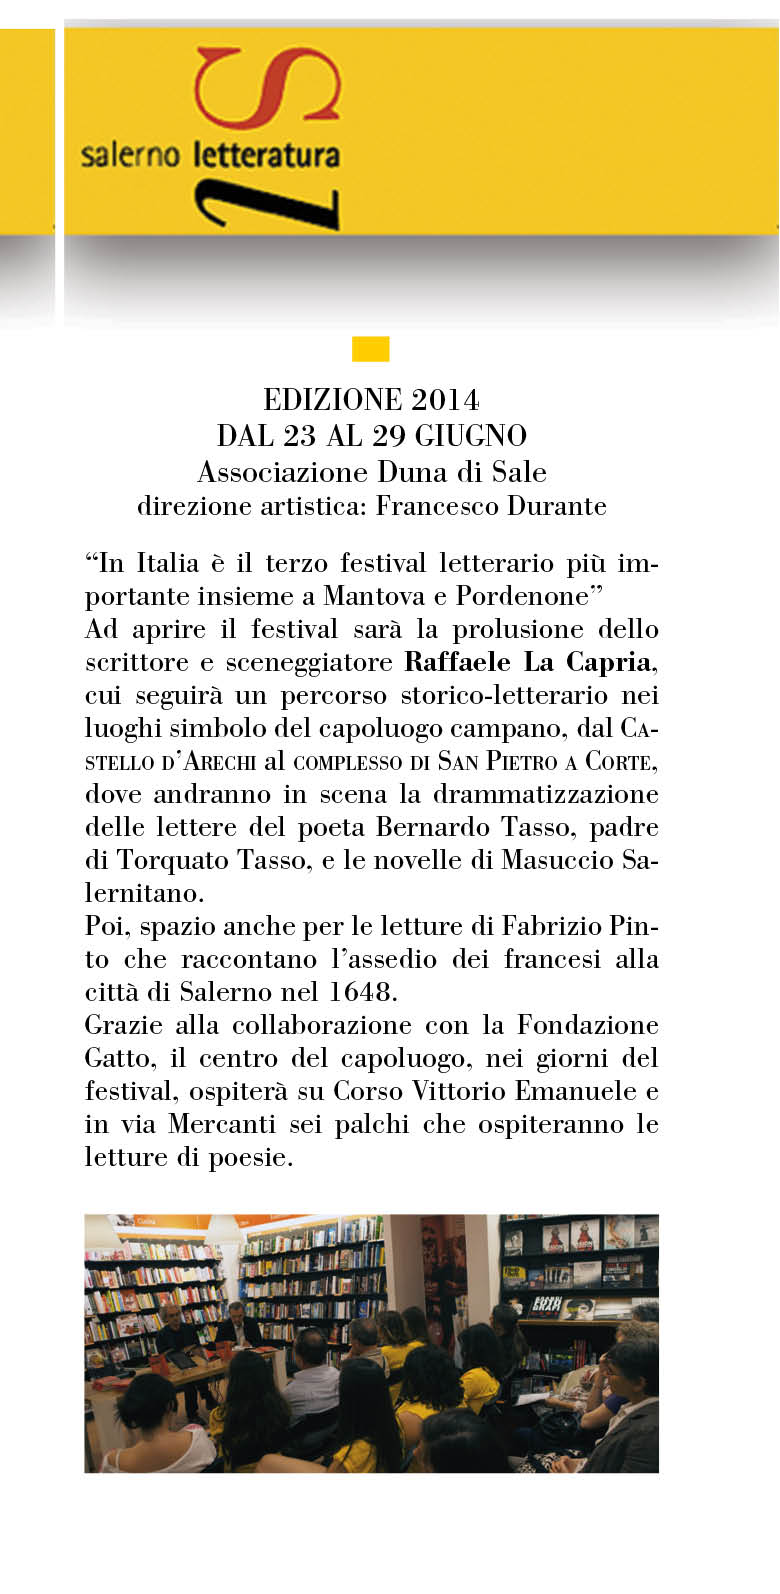 S
salerno letteratura
L
EDIZIONE 2014
DAL 23 AL 29 GIUGNO
Associazione Duna di Sale
direzione artistica: Francesco Durante
“In Italia è il terzo festival letterario più im-
portante insieme a Mantova e Pordenone”
Ad aprire il festival sarà la prolusione dello
scrittore e sceneggiatore Raffaele La Capria,
cui seguirà un percorso storico-letterario nei
luoghi simbolo del capoluogo campano, dal CA-
STELLO D’ARECHI al COMPLESSO DI SAN PIETRO A CORTE,
dove andranno in scena la drammatizzazione
delle lettere del poeta Bernardo Tasso, padre
di Torquato Tasso, e le novelle di Masuccio Sa-
lernitano.
Poi, spazio anche per le letture di Fabrizio Pin-
to che raccontano l’assedio dei francesi alla
città di Salerno nel 1648.
Grazie alla collaborazione con la Fondazione
Gatto, il centro del capoluogo, nei giorni del
festival, ospiterà su Corso Vittorio Emanuele e
in via Mercanti sei palchi che ospiteranno le
letture di poesie.